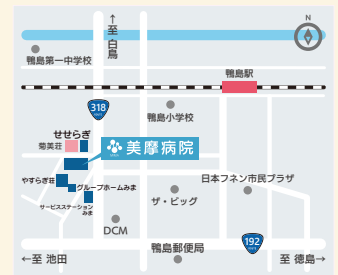 ↑至 白鳥
N
鴨島第一中学校
鴨島駅
318
鴨島小学校
せせらぎ
菊美荘
美摩病院
やすらぎ荘
グループホームみま
日本フネン市民プラザ
サービスステーション
みま
ザ・ビッグ
DCM
鴨島郵便局
192
←至 池田
至 徳島→